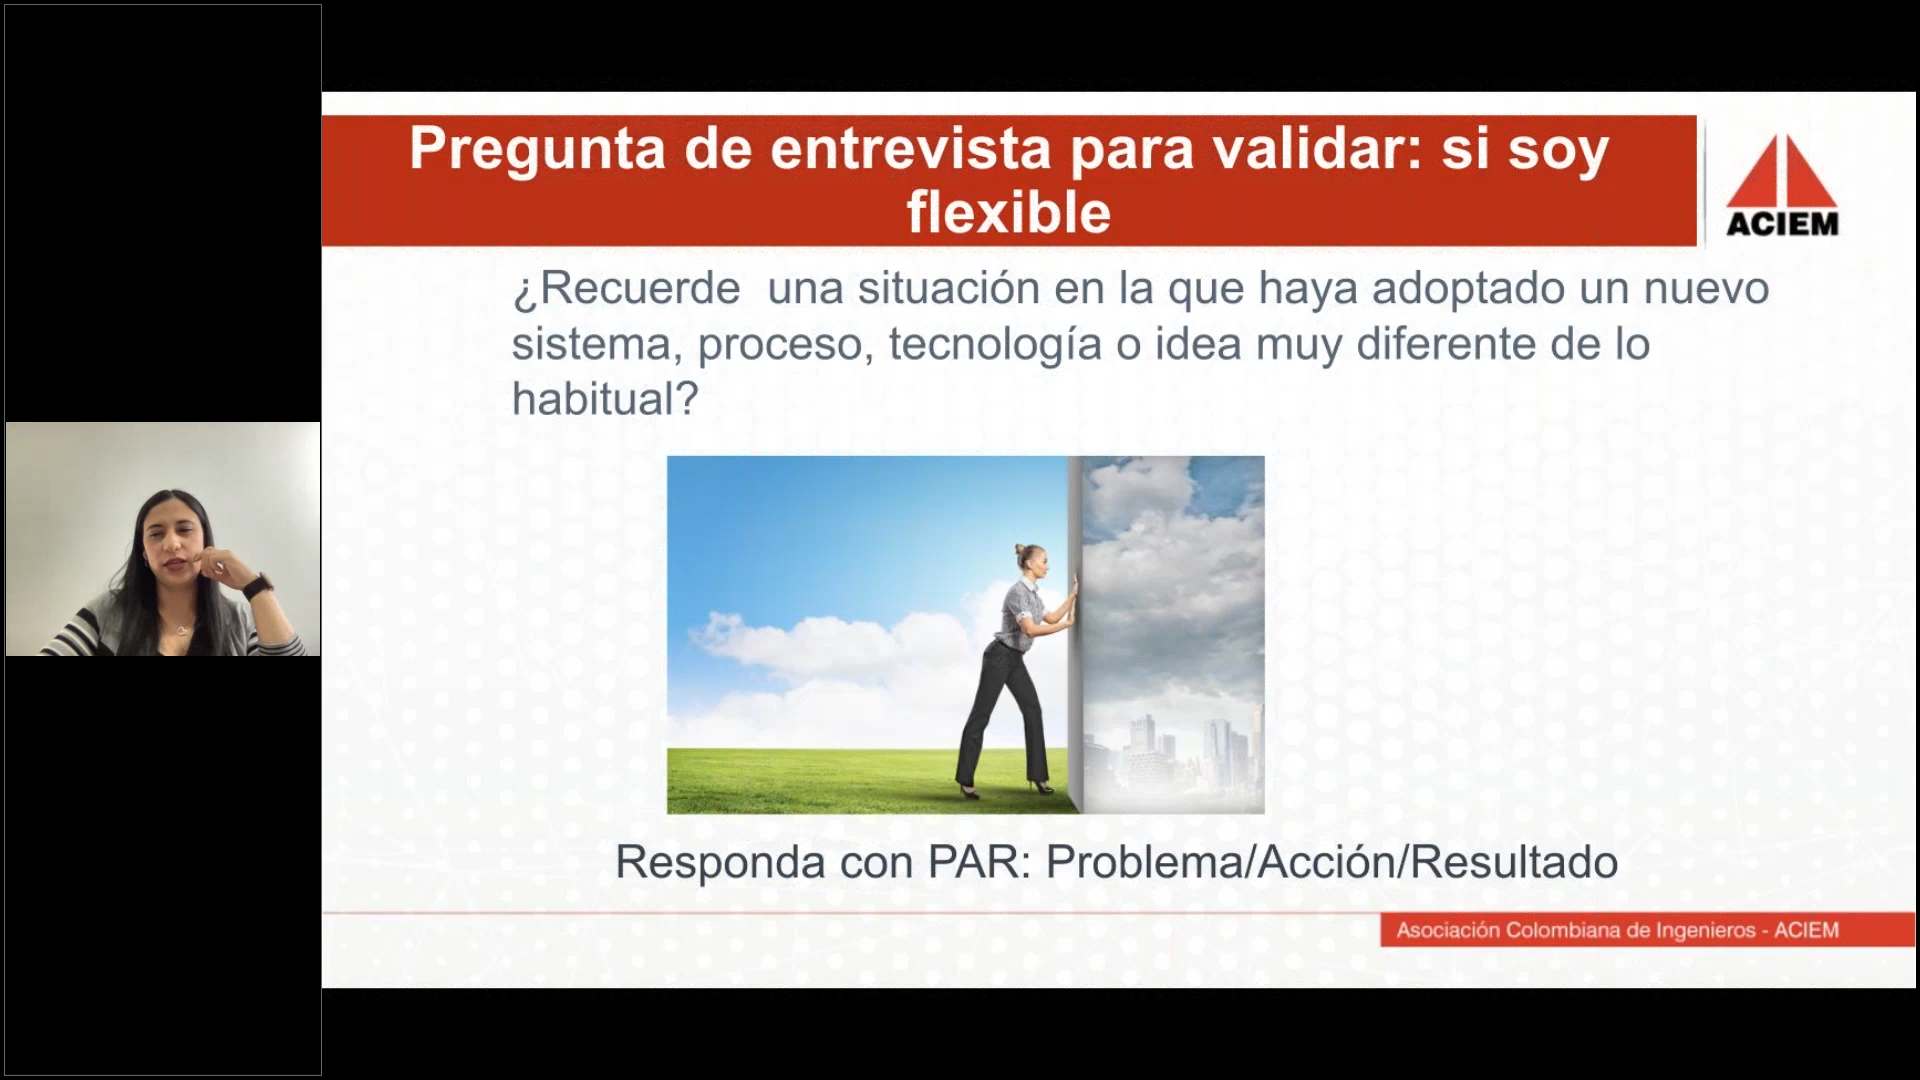 Pregunta de entrevista para validar: si soy
flexible
ACIEM
¿Recuerde  una situación en la que haya adoptado un nuevo
sistema, proceso, tecnología o idea muy diferente de lo
habitual?
Responda con PAR: Problema/Acción/Resultado
Asociación Colombiana de Ingenieros - ACIEM